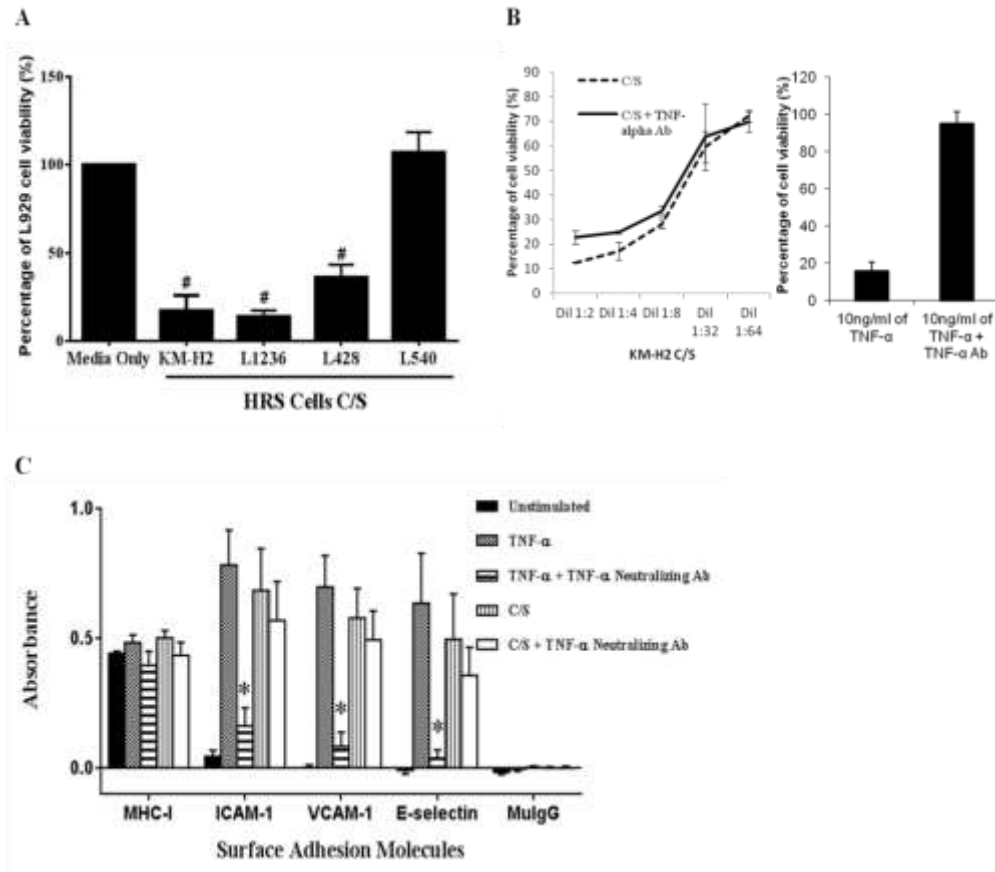 A
Percentage of L929 cell viability (%)
150
100
50
0
#
#
#
Media Only KM-H2 L1236 L428 L540
HRS Cells C/S
B
Percentage of cell viability (%)
90
80
70
60
50
40
30
20
10
0
C/S
C/S + TNF-
alpha Ab
Dil 1:2 Dil 1:4 Dil 1:8 Dil Dil
1:32 1:64
KM-H2 C/S
Percentage of cell viability (%)
120
100
80
60
40
20
0
10ng/ml of 10ng/ml of
TNF-α TNF-α +
TNF-α Ab
C
Absorbance
1.0
0.5
0.0
*
*
*
Unstimulated
TNF-α
TNF-α + TNF-α Neutralizing Ab
C/S
C/S + TNF-α Neutralizing Ab
MHC-I ICAM-1 VCAM-1 E-selectin MuIgG
Surface Adhesion Molecules